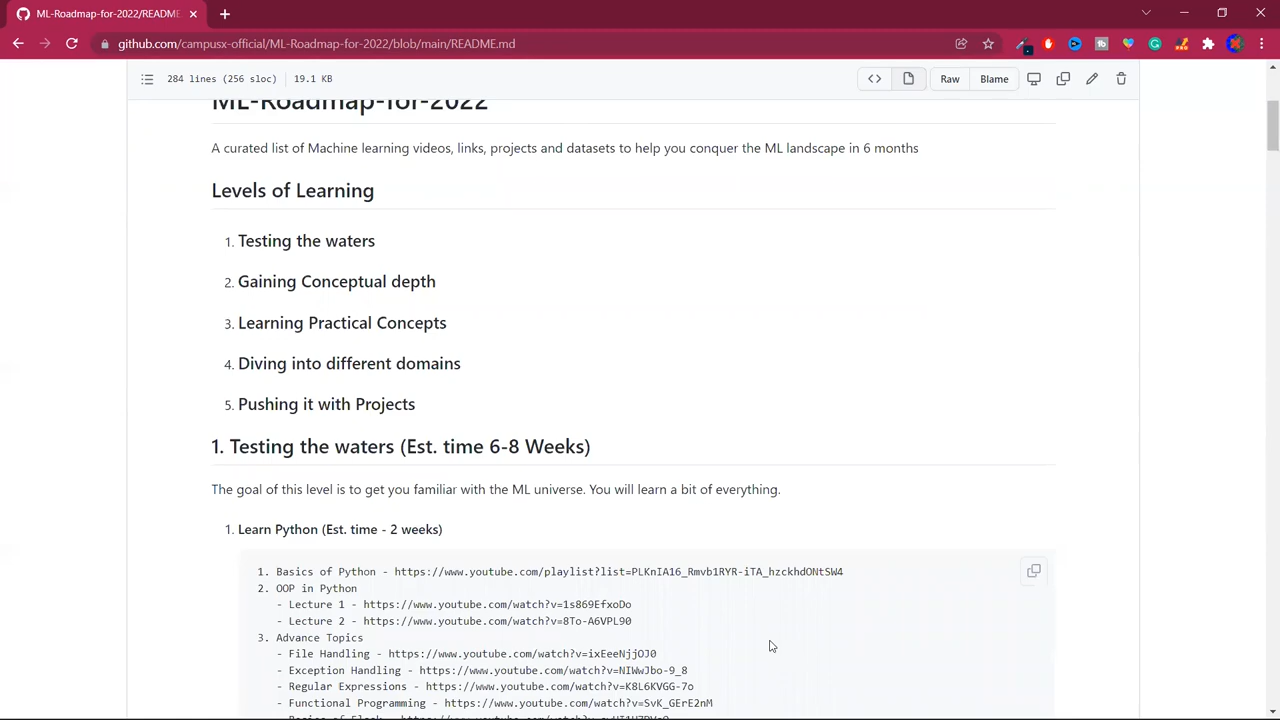 ML-Roadmap-for-2022/README
github.com/campusx-official/ML-Roadmap-for-2022/blob/main/README.md
284 lines (256 sloc) 19.1 KB
Raw Blame
ML-Roadmap-for-2022
A curated list of Machine learning videos, links, projects and datasets to help you conquer the ML landscape in 6 months
Levels of Learning
1. Testing the waters
2. Gaining Conceptual depth
3. Learning Practical Concepts
4. Diving into different domains
5. Pushing it with Projects
1. Testing the waters (Est. time 6-8 Weeks)
The goal of this level is to get you familiar with the ML universe. You will learn a bit of everything.
1. Learn Python (Est. time - 2 weeks)
1. Basics of Python - https://www.youtube.com/playlist?list=PLKnIA16_Rmvb1RYR-iTA_hzckhdONtSW4
2. OOP in Python
- Lecture 1 - https://www.youtube.com/watch?v=1s869EfxoDo
- Lecture 2 - https://www.youtube.com/watch?v=8To-A6VPL90
3. Advance Topics
- File Handling - https://www.youtube.com/watch?v=ixEeeNjjOJ0
- Exception Handling - https://www.youtube.com/watch?v=NIWwJbo-9_8
- Regular Expressions - https://www.youtube.com/watch?v=K8L6KVGG-7o
- Functional Programming - https://www.youtube.com/watch?v=SvK_GErE2nM